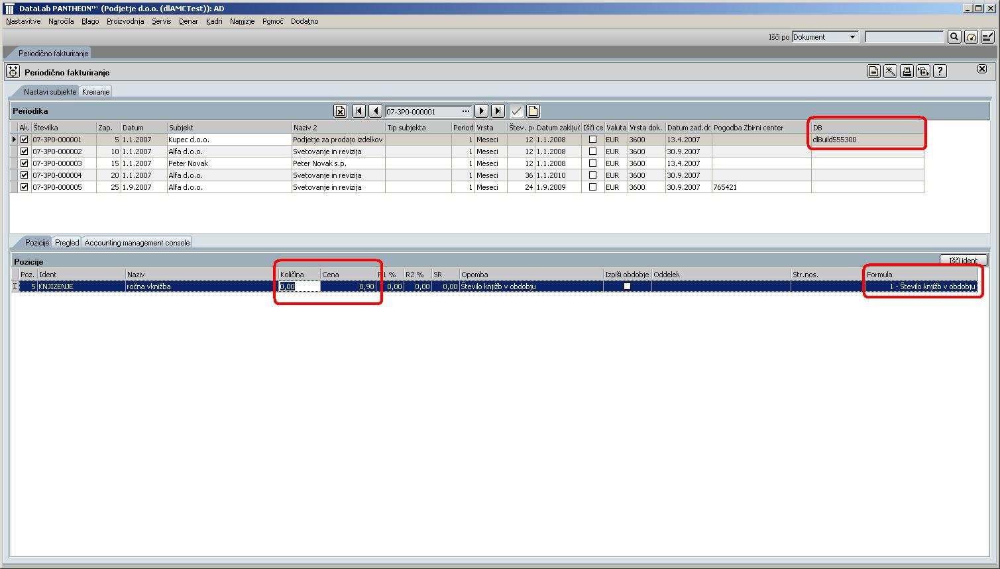 DataLab PANTHEON™ (Podjetje d.o.o. (dlAMCTest)): AD
Nastavitve Naročila Blago Proizvodnja Servis Denar Kadri Namizje Pomoč Dodatno
Išči po Dokument
Periodično fakturiranje
Periodično fakturiranje
Nastavi subjekte Kreiranje
Periodika 07-3P0-000001 ...
Ak. Številka Zap. Datum Subjekt Naziv 2 Tip subjekta Period Vrsta Štev. p Datum zaključ Išči ce Valuta Vrsta dok. Datum zad.do Pogodba Zbirni center DB
07-3P0-000001 5 1.1.2007 Kupec d.o.o. Podjetje za prodajo izdelkov 1 Meseci 12 1.1.2008 EUR 3600 13.4.2007 dlBuild555300
07-3P0-000002 10 1.1.2007 Alfa d.o.o. Svetovanje in revizija 1 Meseci 12 1.1.2008 EUR 3600 30.9.2007
07-3P0-000003 15 1.1.2007 Peter Novak Peter Novak s.p. 1 Meseci 12 1.1.2008 EUR 3600 13.4.2007
07-3P0-000004 20 1.1.2007 Alfa d.o.o. Svetovanje in revizija 1 Meseci 36 1.1.2010 EUR 3600 30.9.2007
07-3P0-000005 25 1.9.2007 Alfa d.o.o. Svetovanje in revizija 1 Meseci 24 1.9.2009 EUR 3600 30.9.2007 765421
Pozicije Pregled Accounting management console
Pozicije Išči ident
Poz. Ident Naziv Količina Cena R1 % R2 % SR Opomba Izpiši obdobje Oddelek Str.nos. Formula
5 KNJIZENJE ročna vknižba 0,00 0,90 0,00 0,00 0,00 Število knjižb v obdobju 1 - Število knjižb v obdobju